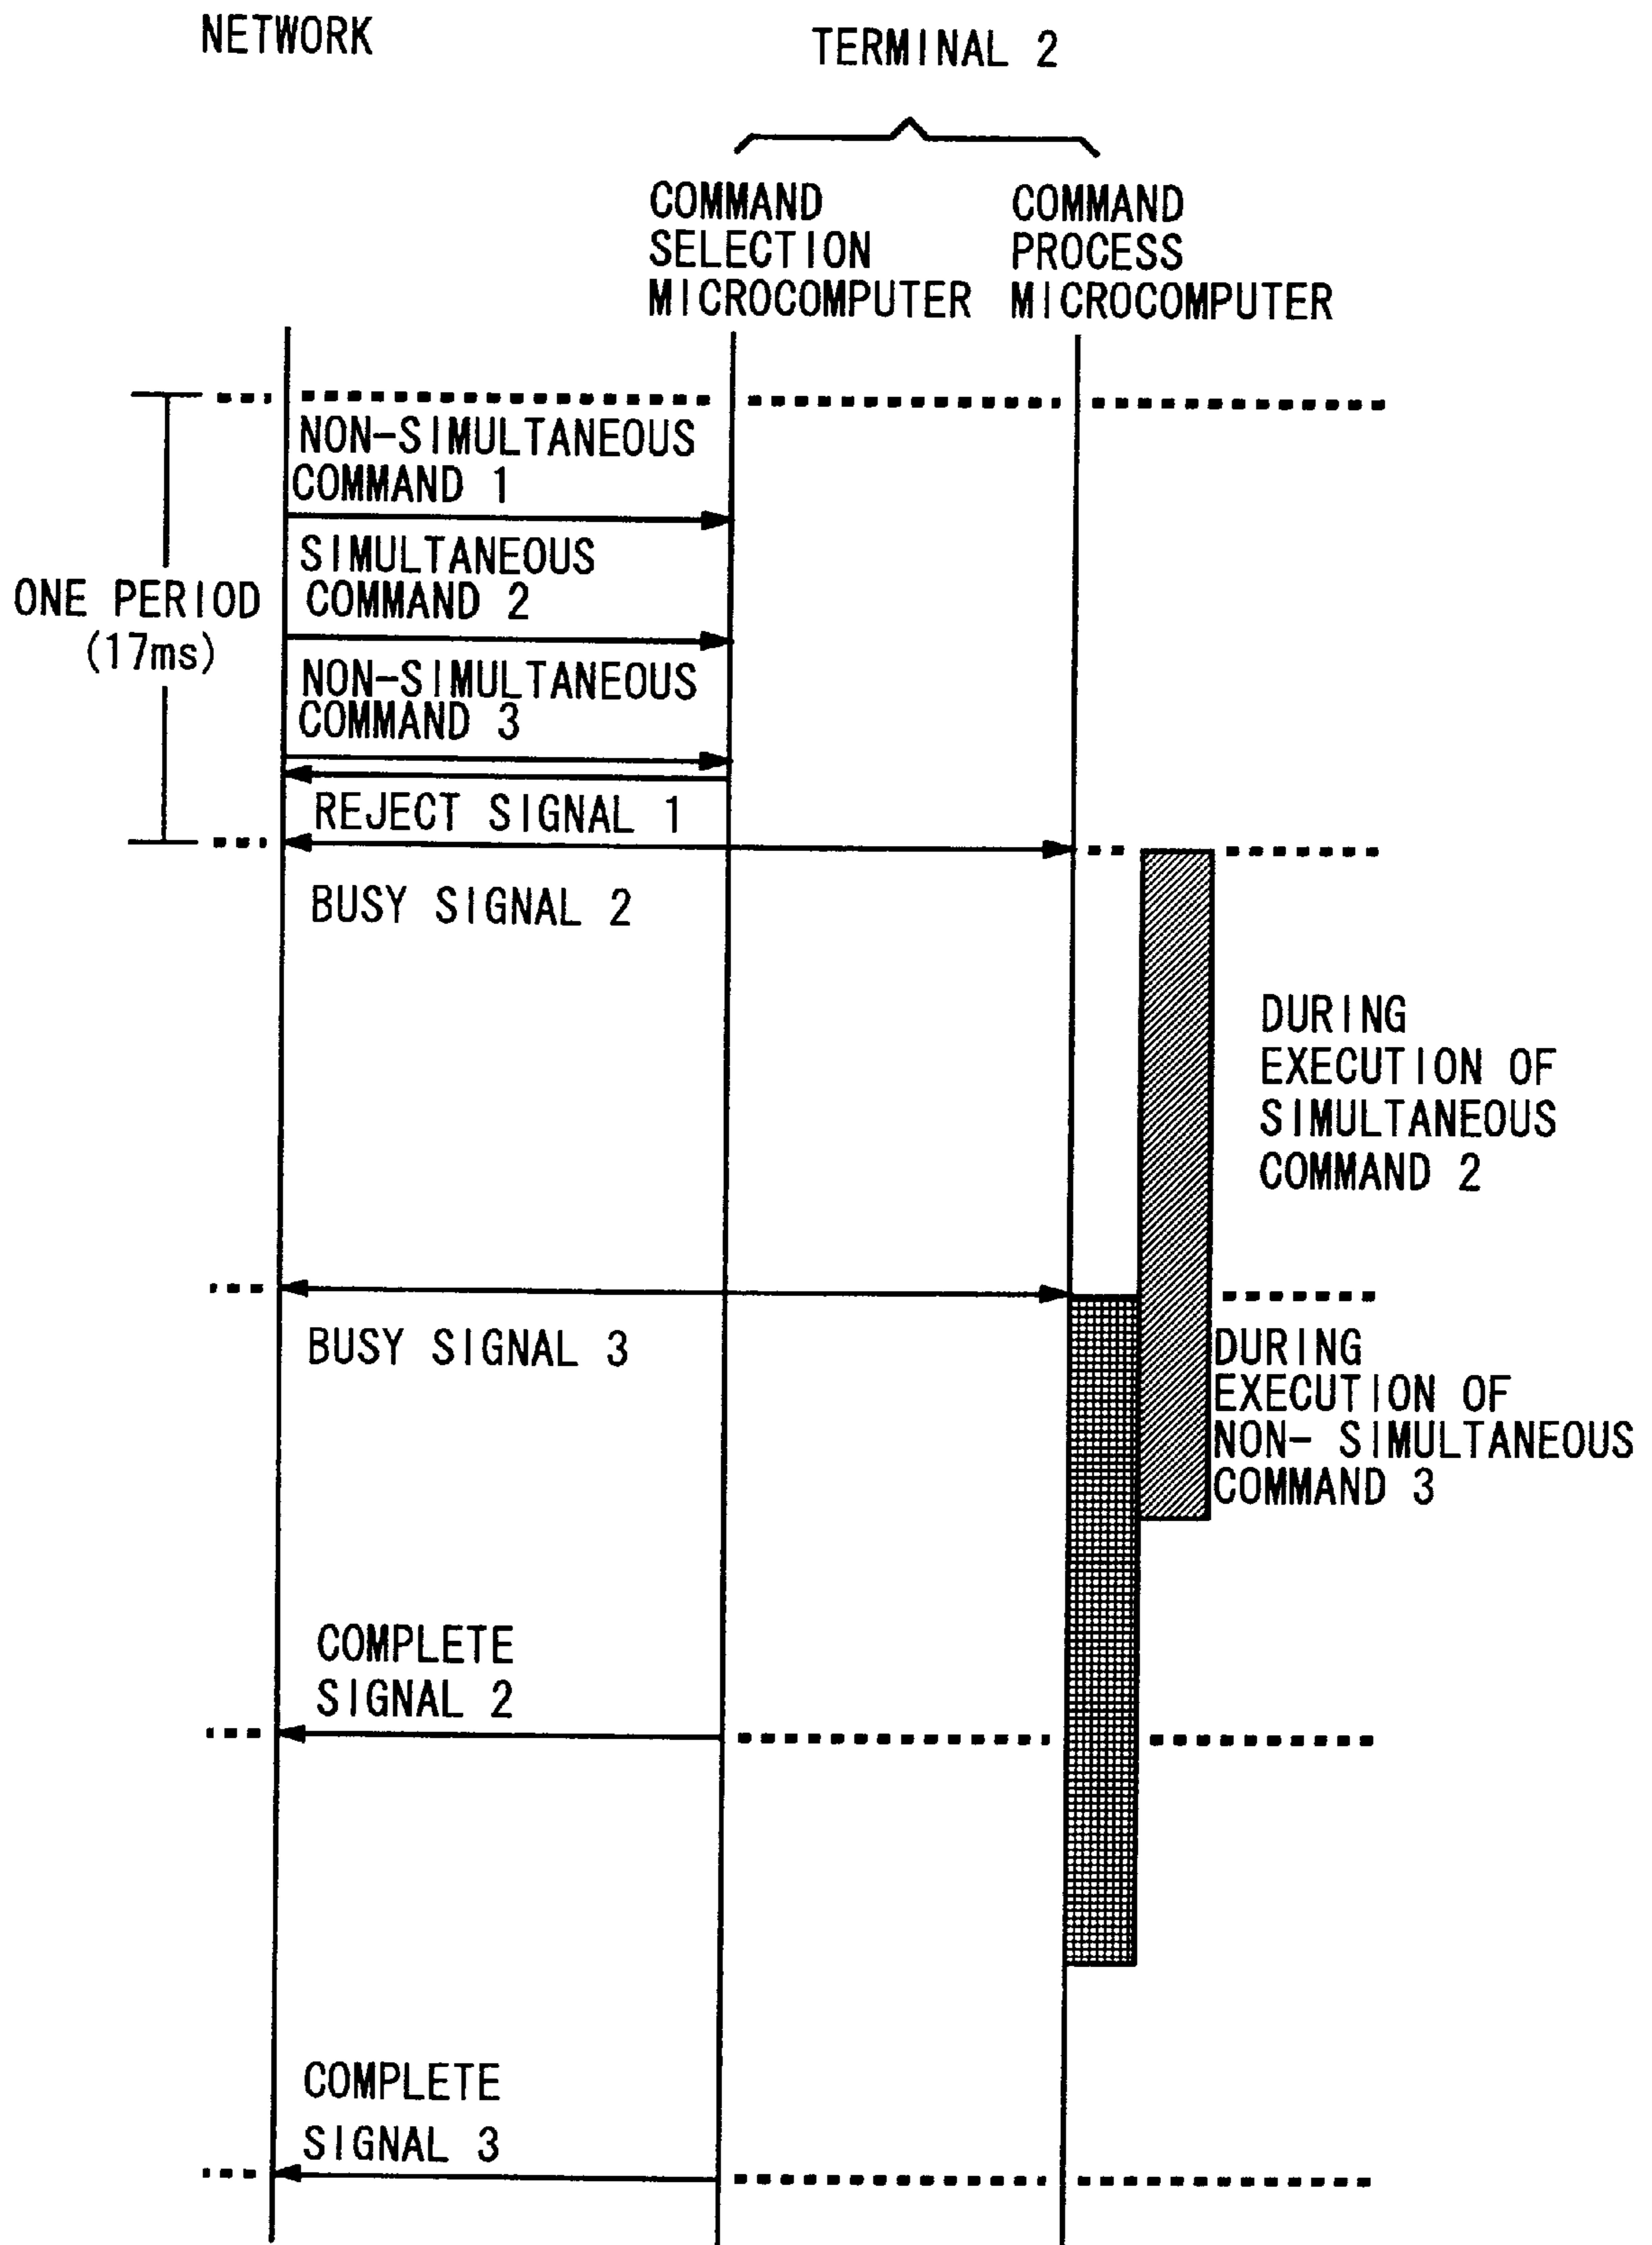 NETWORK
TERMINAL 2
COMMAND
SELECTION
MICROCOMPUTER
COMMAND
PROCESS
MICROCOMPUTER
NON-SIMULTANEOUS
COMMAND 1
SIMULTANEOUS
COMMAND 2
ONE PERIOD
(17ms)
NON-SIMULTANEOUS
COMMAND 3
REJECT SIGNAL 1
BUSY SIGNAL 2
DURING
EXECUTION OF
SIMULTANEOUS
COMMAND 2
BUSY SIGNAL 3
DURING
EXECUTION OF
NON- SIMULTANEOUS
COMMAND 3
COMPLETE
SIGNAL 2
COMPLETE
SIGNAL 3